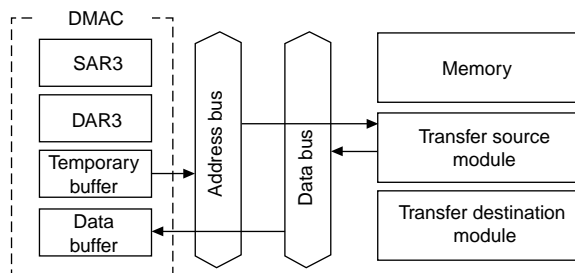 DMAC
SAR3
DAR3
Temporary
buffer
Data
buffer
Address bus
Data bus
Memory
Transfer source
module
Transfer destination
module